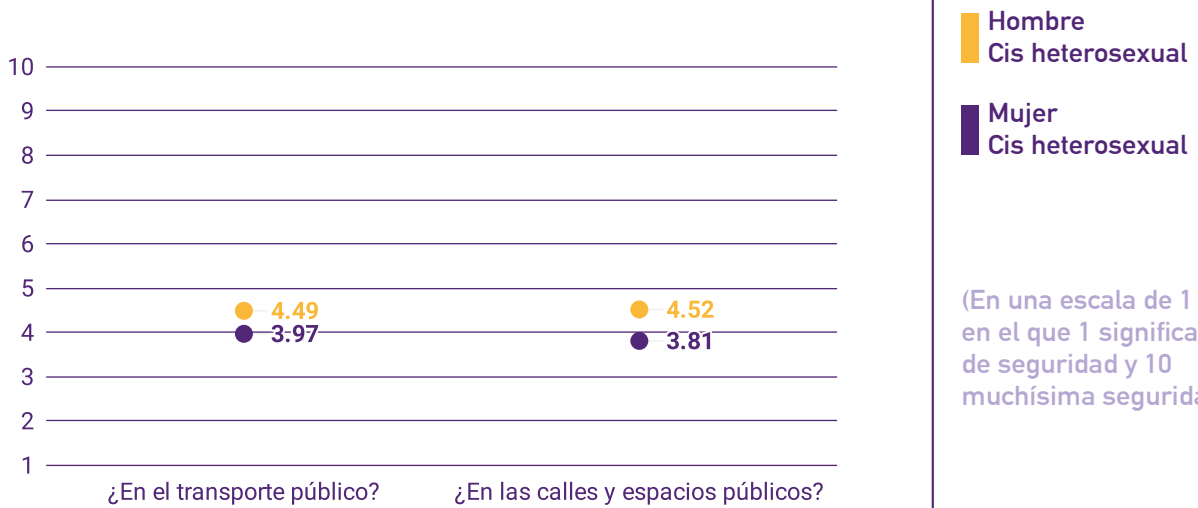 10
9
8
7
6
5
4
3
2
1
4.49
3.97
4.52
3.81
¿En el transporte público?
¿En las calles y espacios públicos?
Hombre
Cis heterosexual
Mujer
Cis heterosexual
(En una escala de 1
en el que 1 significa
de seguridad y 10
muchísima